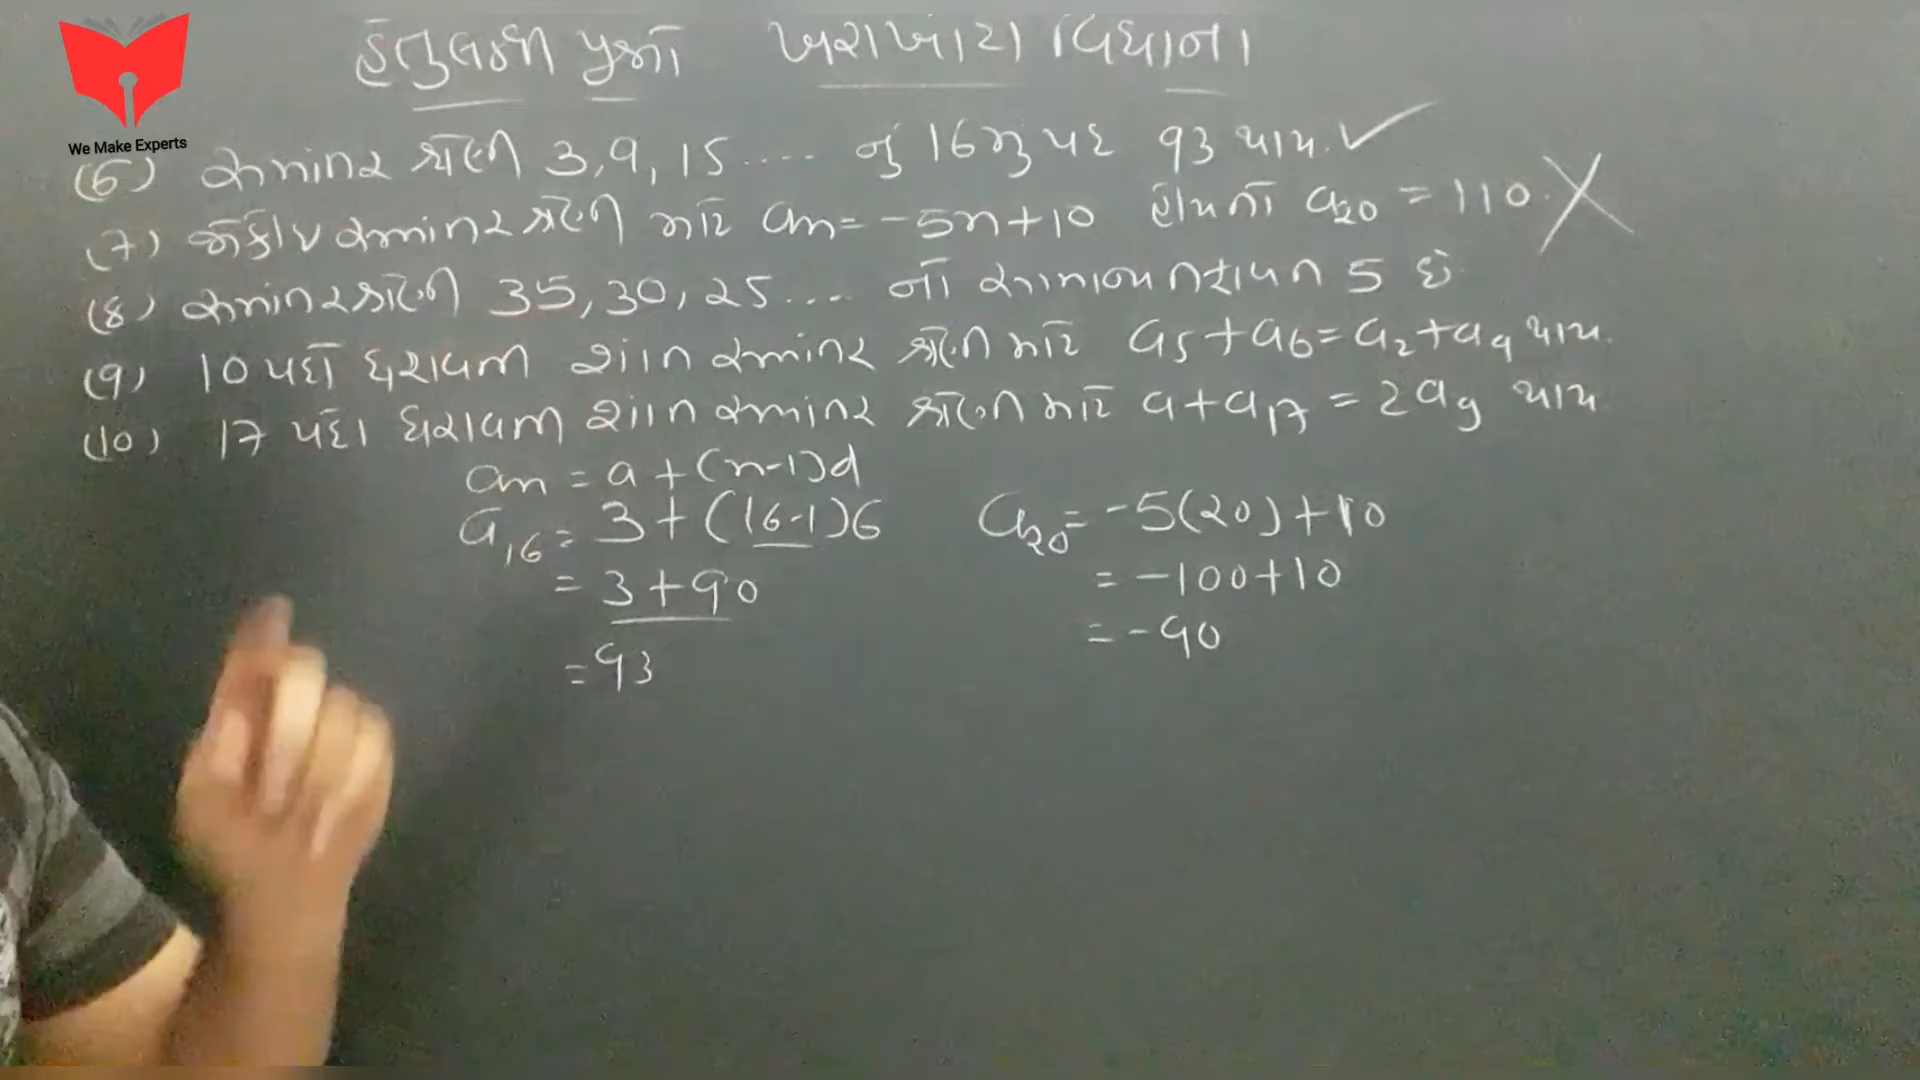 We Make Experts
હેતુલક્ષી પ્રશ્નો ખરાખોટા વિધાનો
(6) સમાંતર શ્રેણી 3, 9, 15.... નું 16મુ પદ 93 થાય. ✓
(7) કોઈક સમાંતર શ્રેણી માટે an = -5n+10 હોયતો a20 = 110. X
(8) સમાંતર શ્રેણી 35, 30, 25.... નો સામાન્ય તફાવત 5 છે
(9) 10 પદો ધરાવતી શાંત સમાંતર શ્રેણી માટે a5+a6=a2+a9 થાય.
(10) 17 પદો ધરાવતી શાંત સમાંતર શ્રેણી માટે a+a17 = 2a9 થાય
an = a + (n-1)d
a16 = 3 + (16-1)6
= 3+90
= 93
a20 = -5(20)+10
= -100+10
= -90